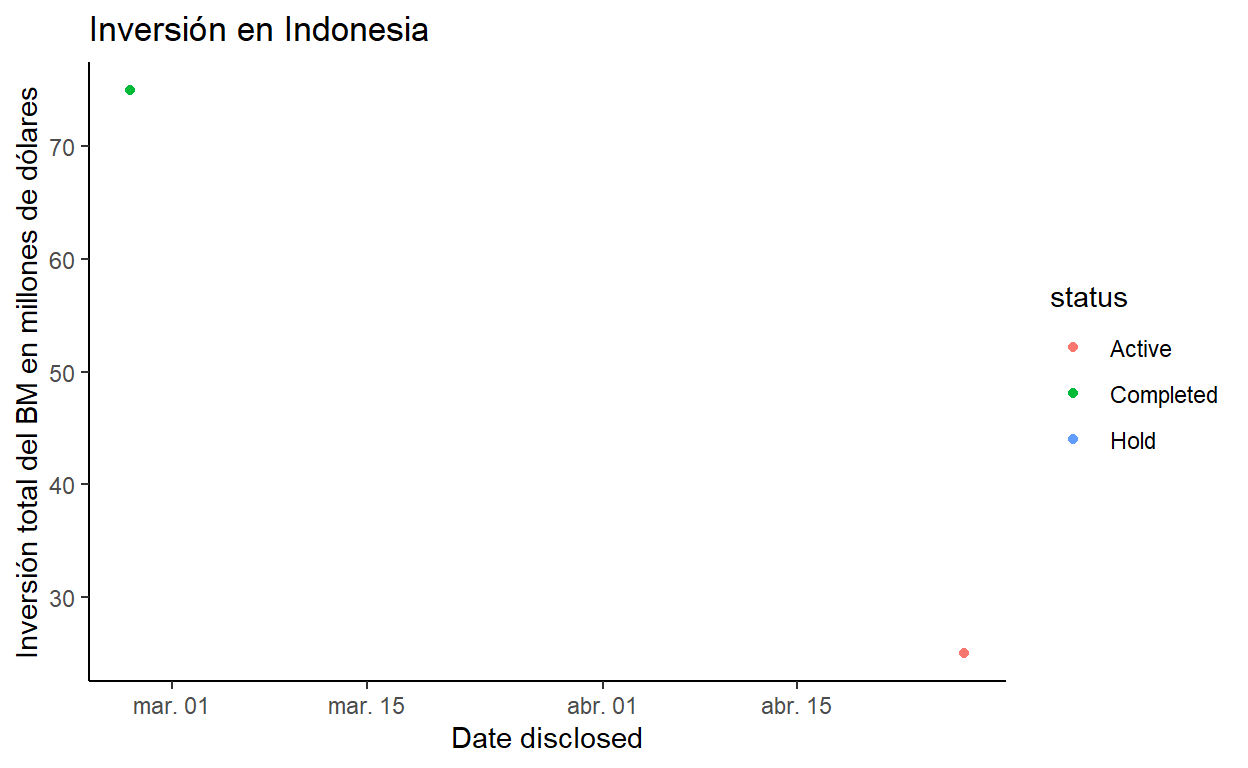 Inversión en Indonesia
Inversión total del BM en millones de dólares
70
60
50
40
30
mar. 01
mar. 15
abr. 01
abr. 15
Date disclosed
status
Active
Completed
Hold